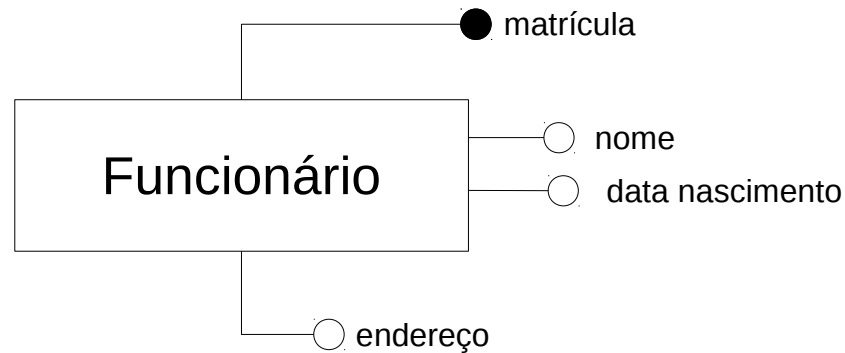 matrícula
nome
Funcionário
data nascimento
endereço